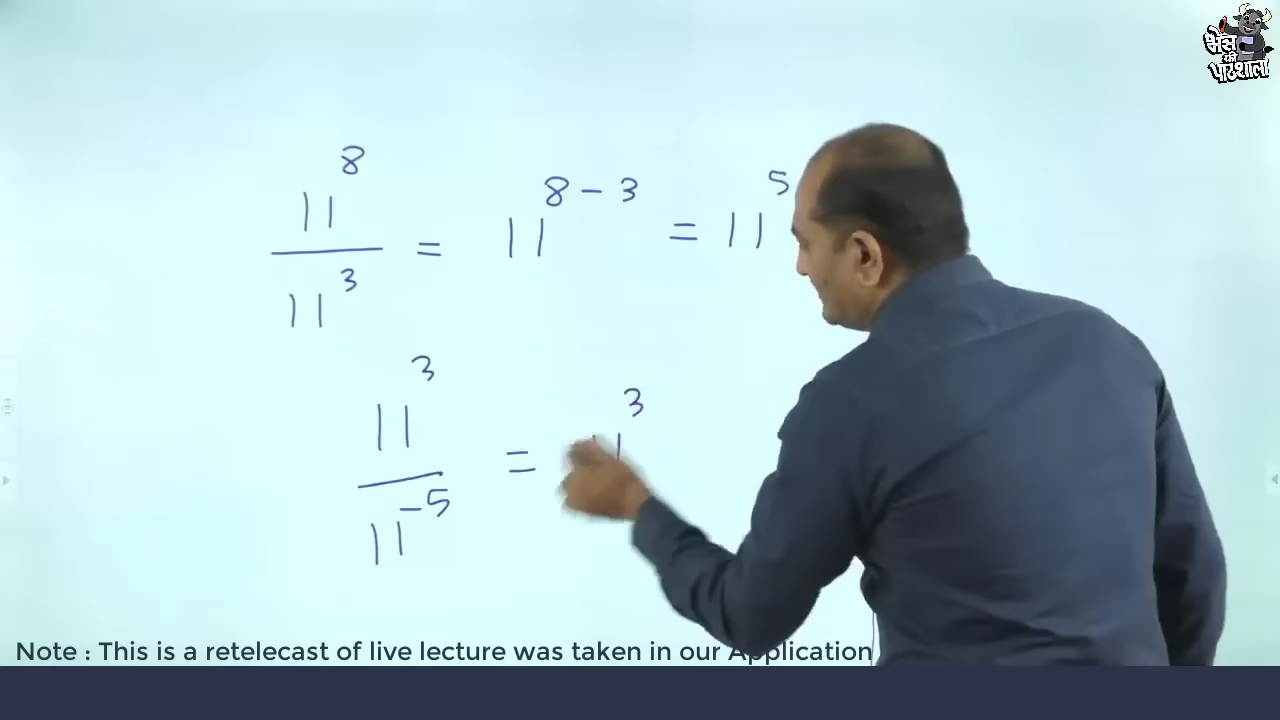 भैंस
की
पाठशाला
11^8 / 11^3 = 11^{8-3} = 11^5
11^3 / 11^{-5} = 11^3
Note : This is a retelecast of live lecture was taken in our Application